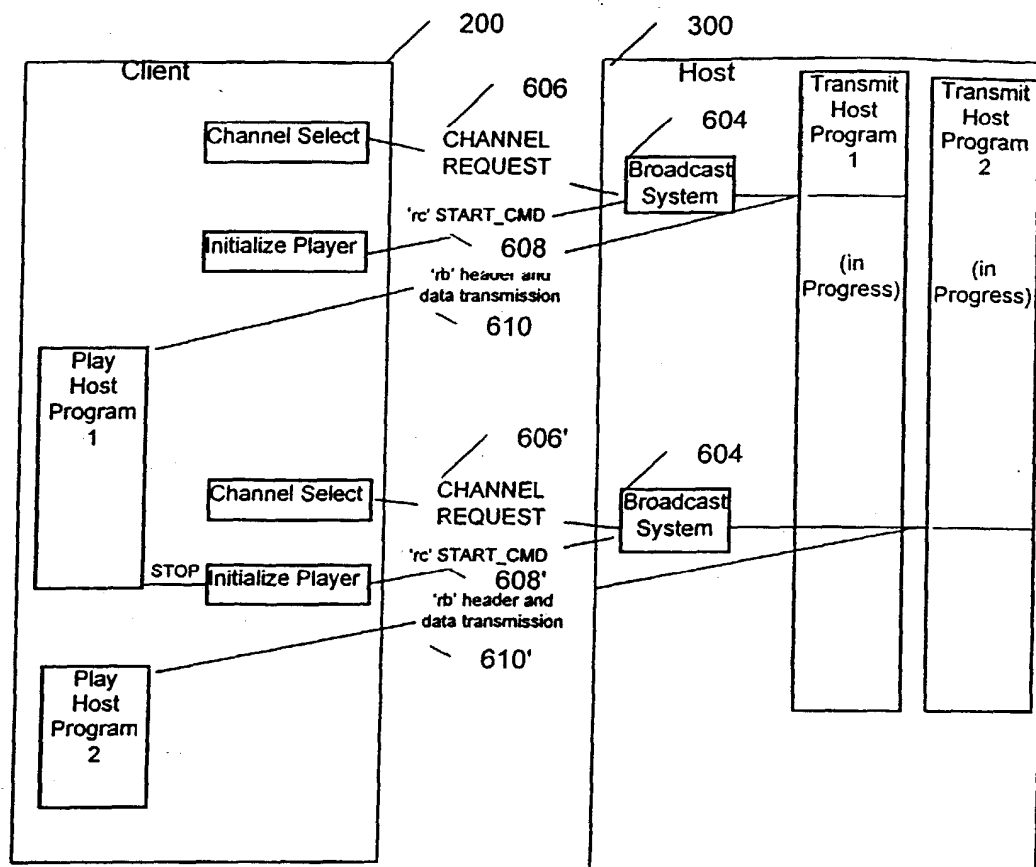 200
300
Client
Host
606
604
Channel Select
CHANNEL
REQUEST
Broadcast
System
Transmit
Host
Program
1
Transmit
Host
Program
2
'rc' START_CMD
Initialize Player
608
(in
Progress)
(in
Progress)
'rb' header and
data transmission
610
Play
Host
Program
1
606'
604
Channel Select
CHANNEL
REQUEST
Broadcast
System
'rc' START_CMD
STOP
Initialize Player
608'
'rb' header and
data transmission
610'
Play
Host
Program
2